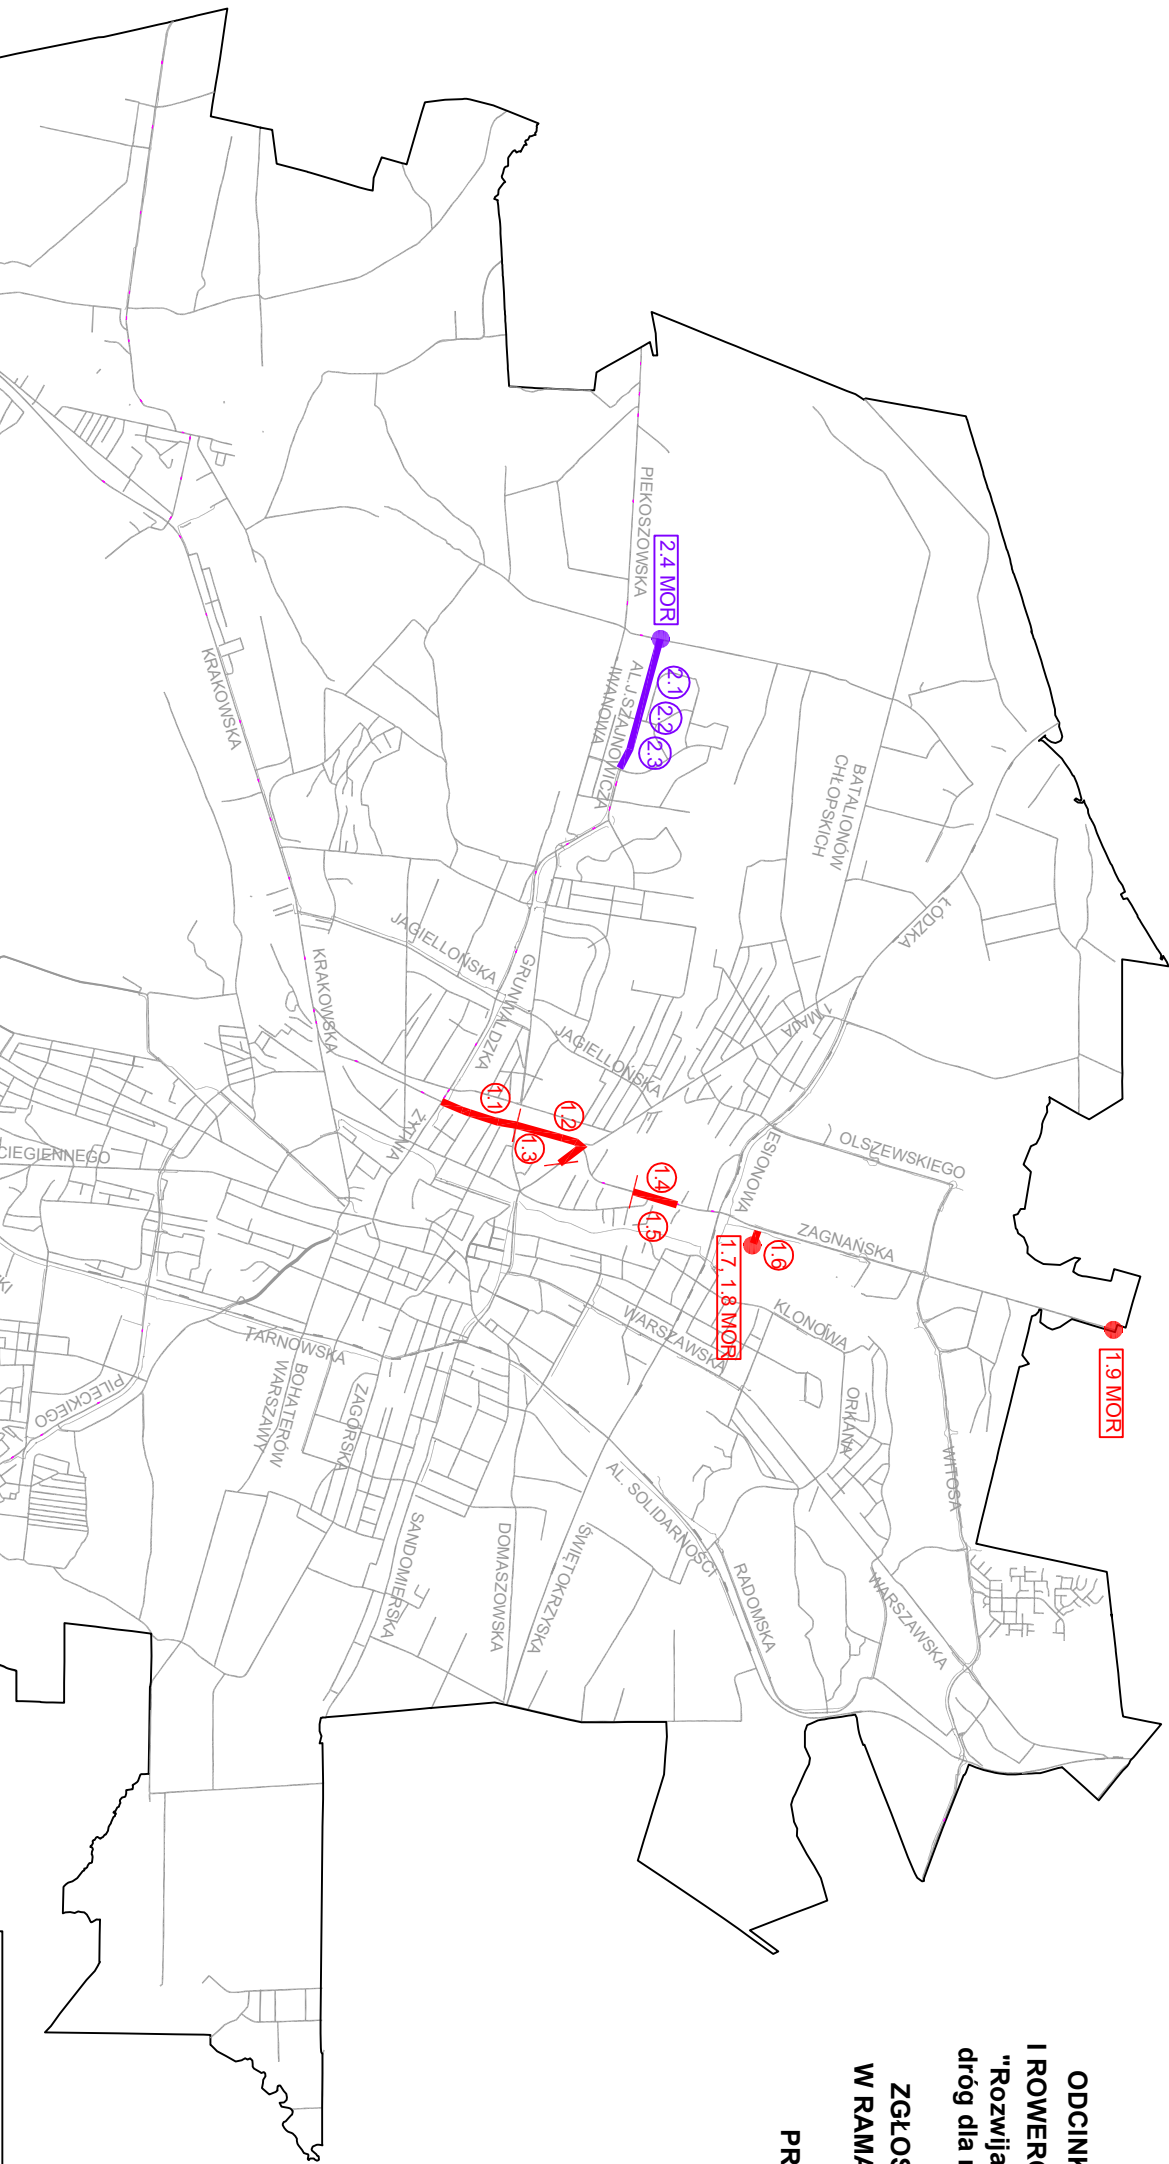 ODCINK
I ROWERO
"Rozwija
dróg dla r
ZGŁOS
W RAMA
PR
1.9 MOR
OLSZEWSKIEGO
ZAGNAŃSKA
WITOSA
ŁÓDZKA
BATALIONÓW
CHŁOPSKICH
1 MAJA
ESIONOWA
1.6
1.7, 1.8 MOR
KLONOWA
ORKANA
WARSZAWSKA
WARSZAWSKA
RADOMSKA
AL. SOLIDARNOŚCI
2.4 MOR
PIEKOSZOWSKA
2.1
2.2
2.3
AL.J.SZAJNOWICZA
IWANOWA
JAGIELLOŃSKA
JAGIELLOŃSKA
GRUNWALDZKA
1.1
1.2
1.3
1.4
1.5
ŚWIĘTOKRZYSKA
DOMASZOWSKA
SANDOMIERSKA
ŻYTNIA
KRAKOWSKA
KRAKOWSKA
TARNOWSKA
ZAGÓRSKA
BOHATERÓW
WARSZAWY
CIEGIENNEGO
PILECKIEGO
KI